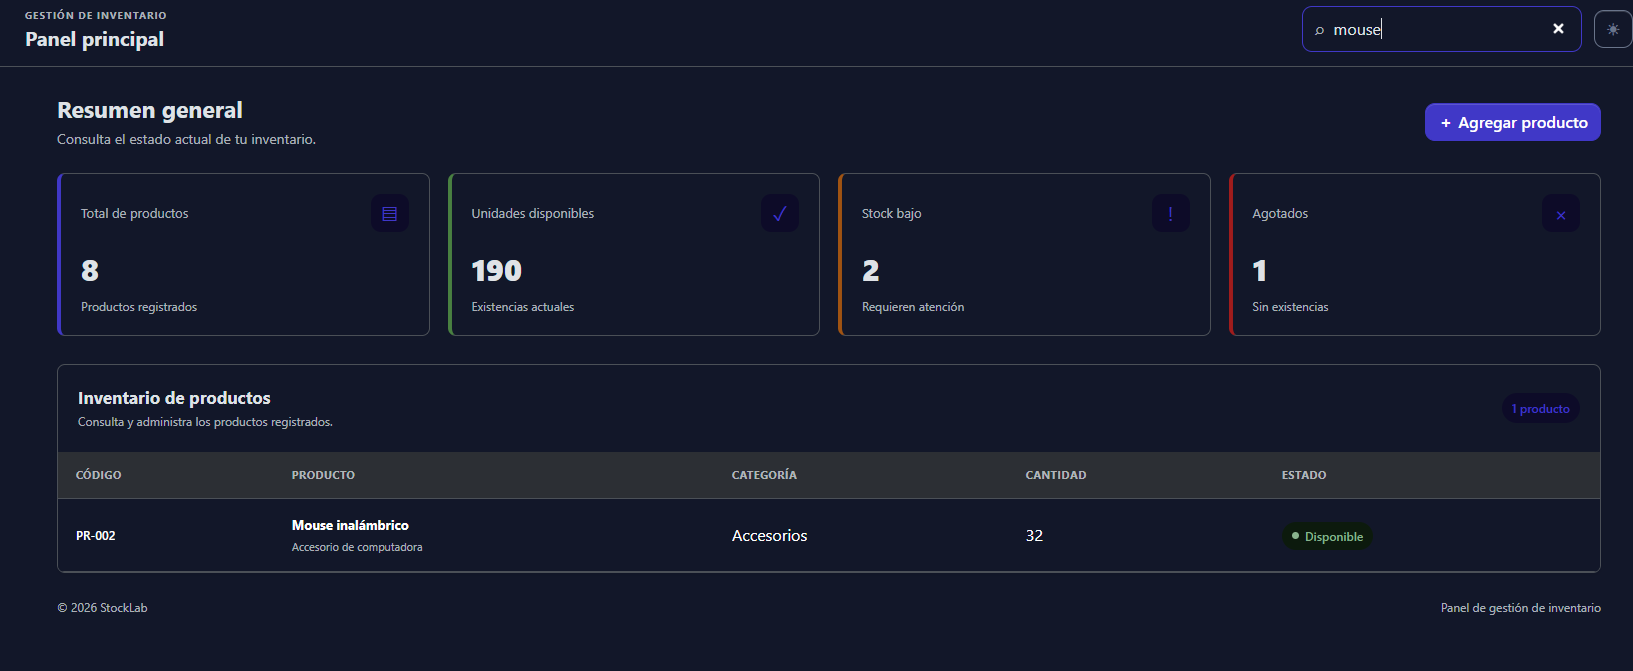 GESTIÓN DE INVENTARIO
Panel principal
mouse
Resumen general
Consulta el estado actual de tu inventario.
+ Agregar producto
Total de productos
8
Productos registrados
Unidades disponibles
190
Existencias actuales
Stock bajo
!
2
Requieren atención
Agotados
1
Sin existencias
Inventario de productos
Consulta y administra los productos registrados.
1 producto
CÓDIGO PRODUCTO CATEGORÍA CANTIDAD ESTADO
PR-002 Mouse inalámbrico Accesorios 32 Disponible
Accesorio de computadora
© 2026 StockLab
Panel de gestión de inventario